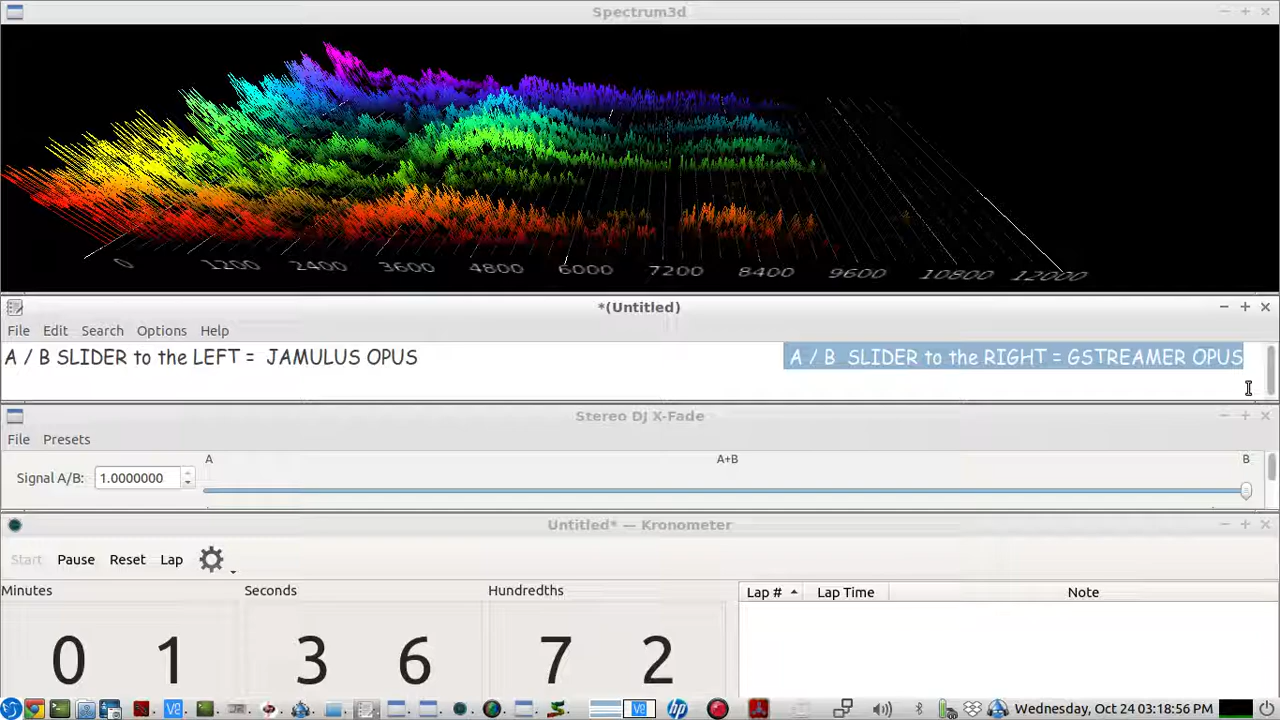 Spectrum3d
0 1200 2400 3600 4800 6000 7200 8400 9600 10800 12000
*(Untitled)
File Edit Search Options Help
A / B SLIDER to the LEFT = JAMULUS OPUS A / B SLIDER to the RIGHT = GSTREAMER OPUS
Stereo DJ X-Fade
File Presets
A A+B B
Signal A/B: 1.0000000
Untitled* — Kronometer
Start Pause Reset Lap
Minutes Seconds Hundredths Lap # Lap Time Note
0 1 3 6 7 2
Wednesday, Oct 24 03:18:56 PM